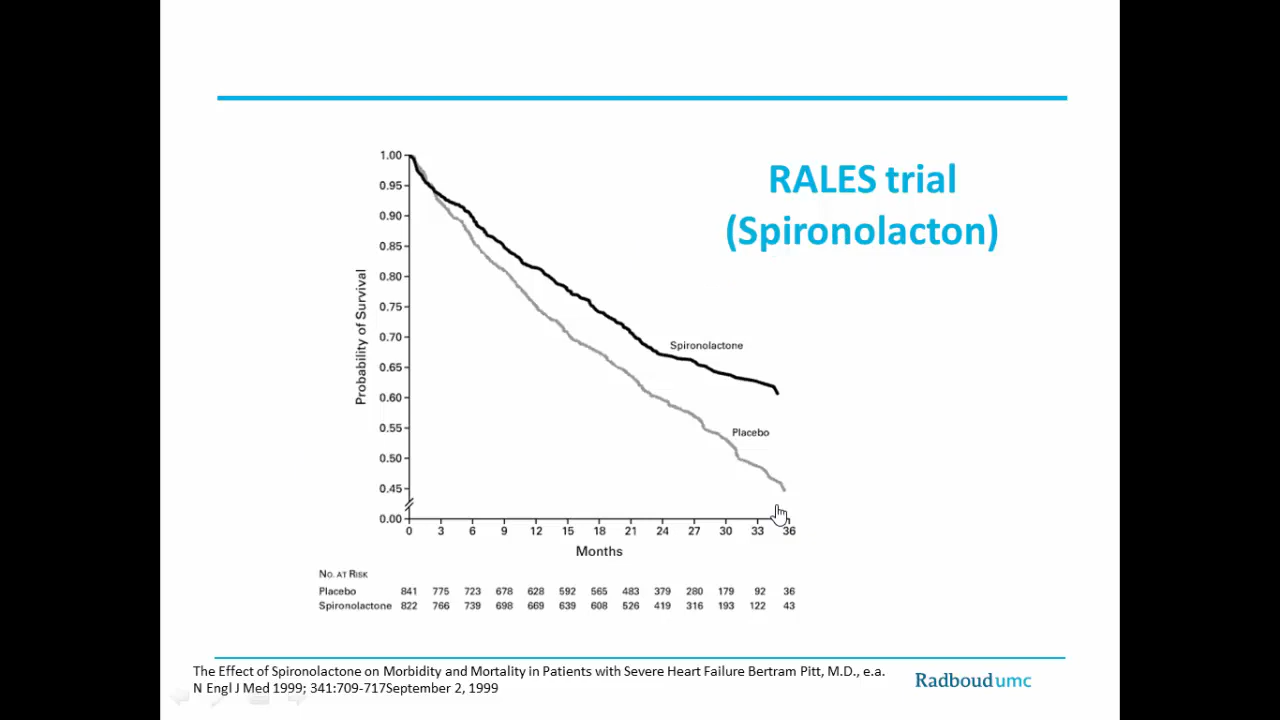 RALES trial
(Spironolacton)
1.00
0.95
0.90
0.85
0.80
0.75
0.70
0.65
0.60
0.55
0.50
0.45
0.00
Probability of Survival
Spironolactone
Placebo
0 3 6 9 12 15 18 21 24 27 30 33 36
Months
NO. AT RISK
Placebo 841 775 723 678 628 592 565 483 379 280 179 92 36
Spironolactone 822 766 739 698 669 639 608 526 419 316 193 122 43
The Effect of Spironolactone on Morbidity and Mortality in Patients with Severe Heart Failure Bertram Pitt, M.D., e.a.
N Engl J Med 1999; 341:709-717September 2, 1999
Radboudumc